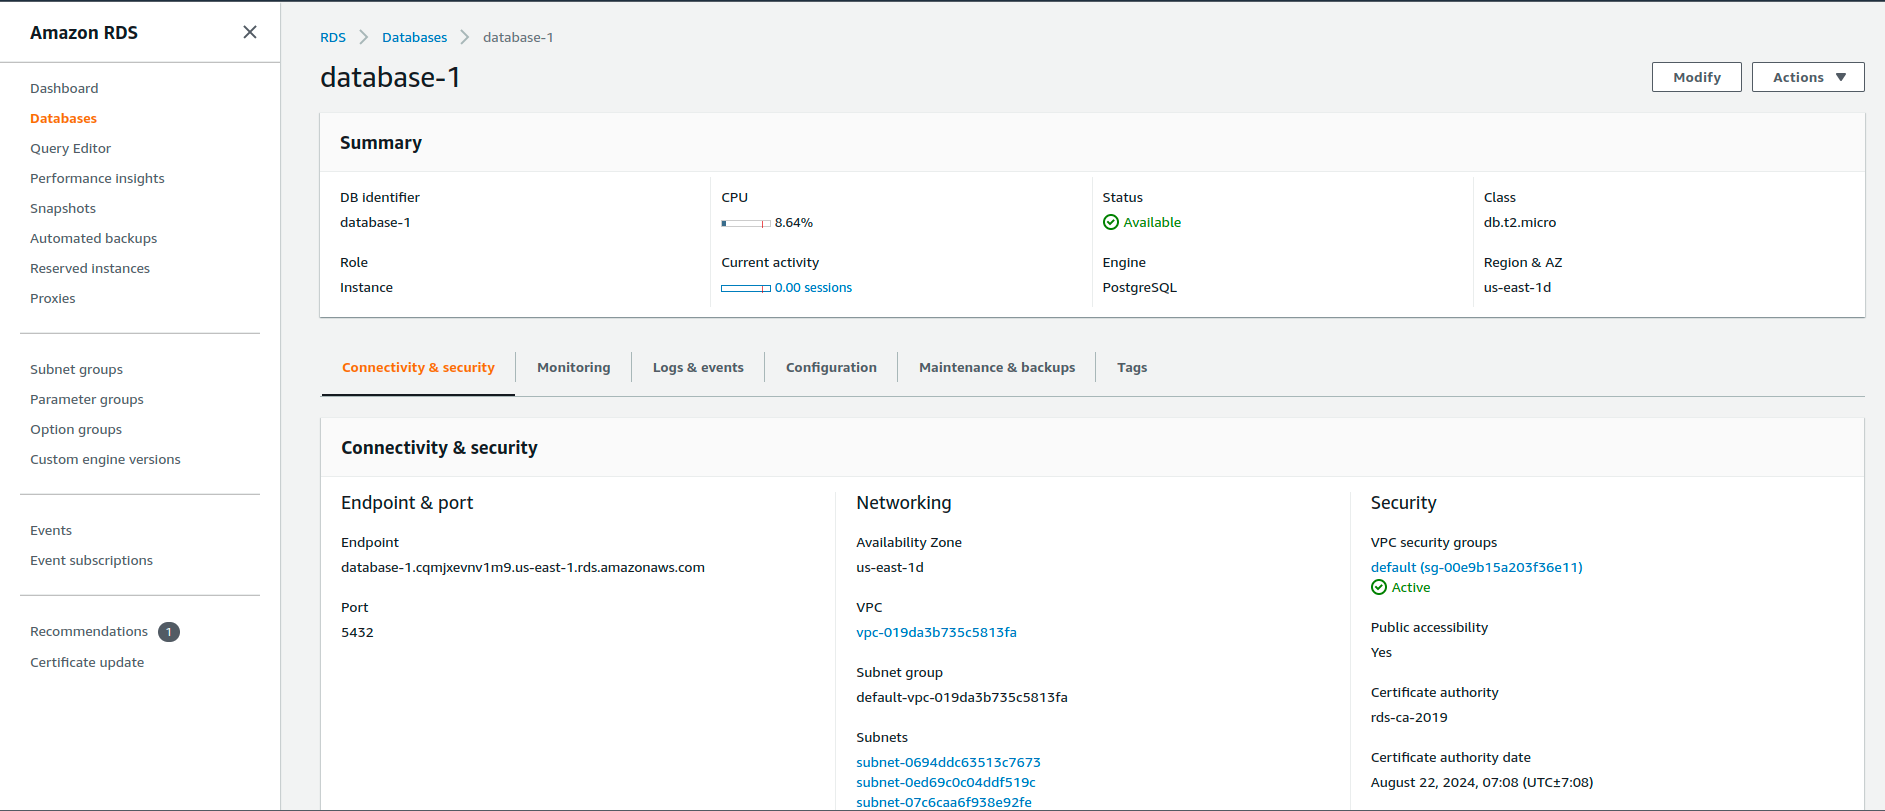 Amazon RDS
Dashboard
Databases
Query Editor
Performance insights
Snapshots
Automated backups
Reserved instances
Proxies
Subnet groups
Parameter groups
Option groups
Custom engine versions
Events
Event subscriptions
Recommendations 1
Certificate update
RDS Databases database-1
database-1
Modify
Actions
Summary
DB identifier
database-1
Role
Instance
CPU
8.64%
Current activity
0.00 sessions
Status
Available
Engine
PostgreSQL
Class
db.t2.micro
Region & AZ
us-east-1d
Connectivity & security Monitoring Logs & events Configuration Maintenance & backups Tags
Connectivity & security
Endpoint & port
Endpoint
database-1.cqmjxevnv1m9.us-east-1.rds.amazonaws.com
Port
5432
Networking
Availability Zone
us-east-1d
VPC
vpc-019da3b735c5813fa
Subnet group
default-vpc-019da3b735c5813fa
Subnets
subnet-0694ddc63513c7673
subnet-0ed69c0c04ddf519c
subnet-07c6caa6f938e92fe
Security
VPC security groups
default (sg-00e9b15a203f36e11)
Active
Public accessibility
Yes
Certificate authority
rds-ca-2019
Certificate authority date
August 22, 2024, 07:08 (UTC±7:08)